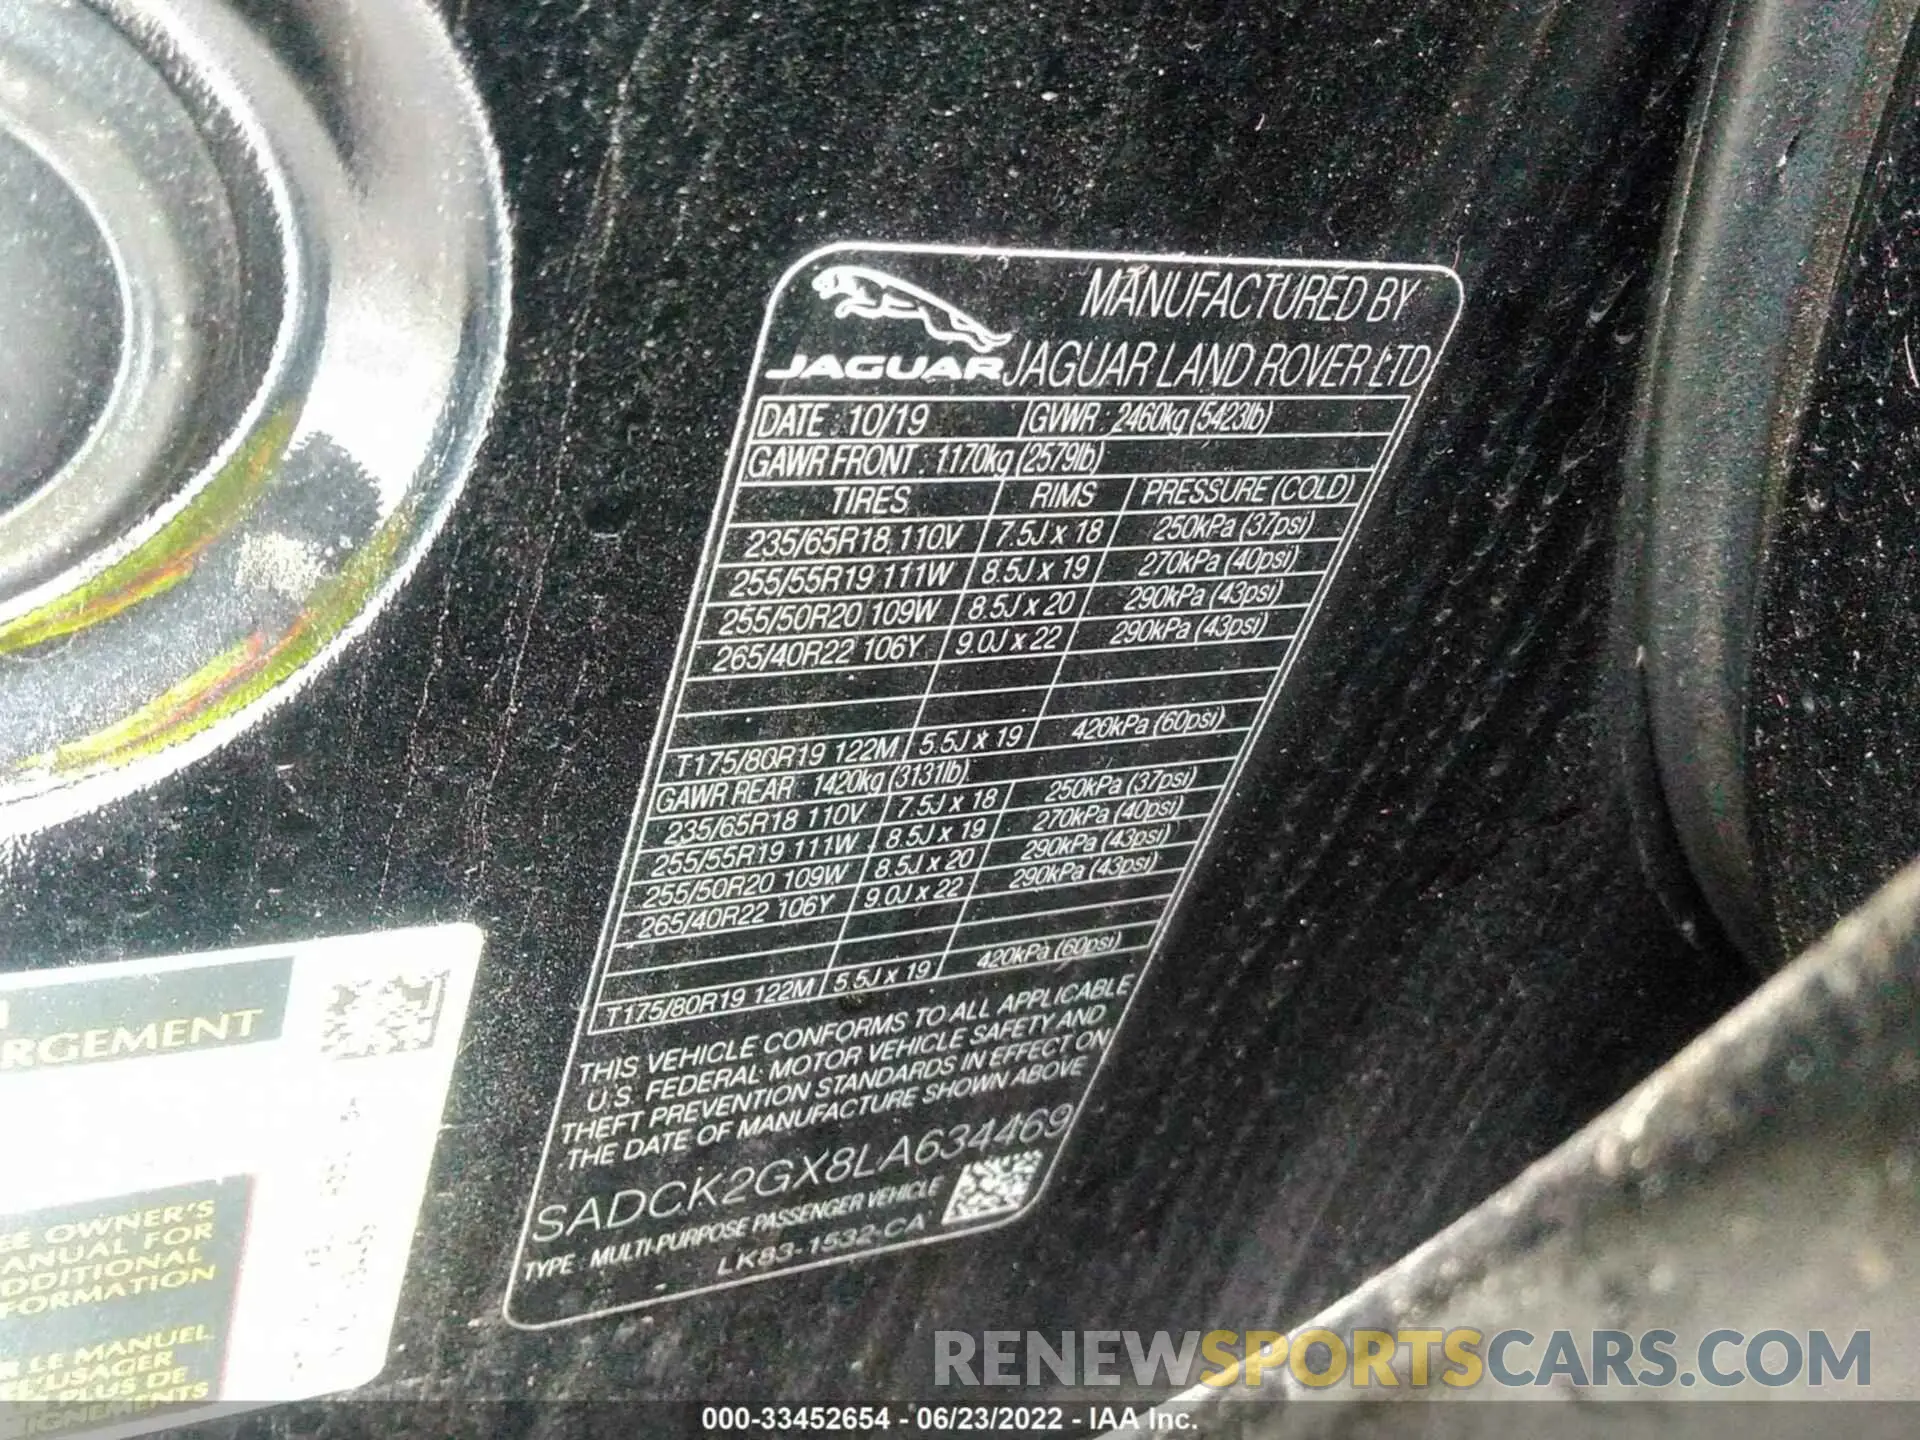 MANUFACTURED BY
JAGUAR JAGUAR LAND ROVER LTD
DATE : 10/19 GVWR : 2460kg (5423lb)
GAWR FRONT : 1170kg (2579lb)
TIRES RIMS PRESSURE (COLD)
235/65R18 110V 7.5J x 18 250kPa (37psi)
255/55R19 111W 8.5J x 19 270kPa (40psi)
255/50R20 109W 8.5J x 20 290kPa (43psi)
265/40R22 106Y 9.0J x 22 290kPa (43psi)
T175/80R19 122M 5.5J x 19 420kPa (60psi)
GAWR REAR : 1420kg (3131lb)
235/65R18 110V 7.5J x 18 250kPa (37psi)
255/55R19 111W 8.5J x 19 270kPa (40psi)
255/50R20 109W 8.5J x 20 290kPa (43psi)
265/40R22 106Y 9.0J x 22 290kPa (43psi)
T175/80R19 122M 5.5J x 19 420kPa (60psi)
THIS VEHICLE CONFORMS TO ALL APPLICABLE
U.S. FEDERAL MOTOR VEHICLE SAFETY AND
THEFT PREVENTION STANDARDS IN EFFECT ON
THE DATE OF MANUFACTURE SHOWN ABOVE
SADCK2GX8LA634469
TYPE : MULTI-PURPOSE PASSENGER VEHICLE
LK83-1532-CA
RGEMENT
EE OWNER'S
ANUAL FOR
DDITIONAL
FORMATION
LE MANUEL
USAGER
PLUS DE
IGNEMENTS
RENEWSPORTSCARS.COM
000-33452654 - 06/23/2022 - IAA Inc.